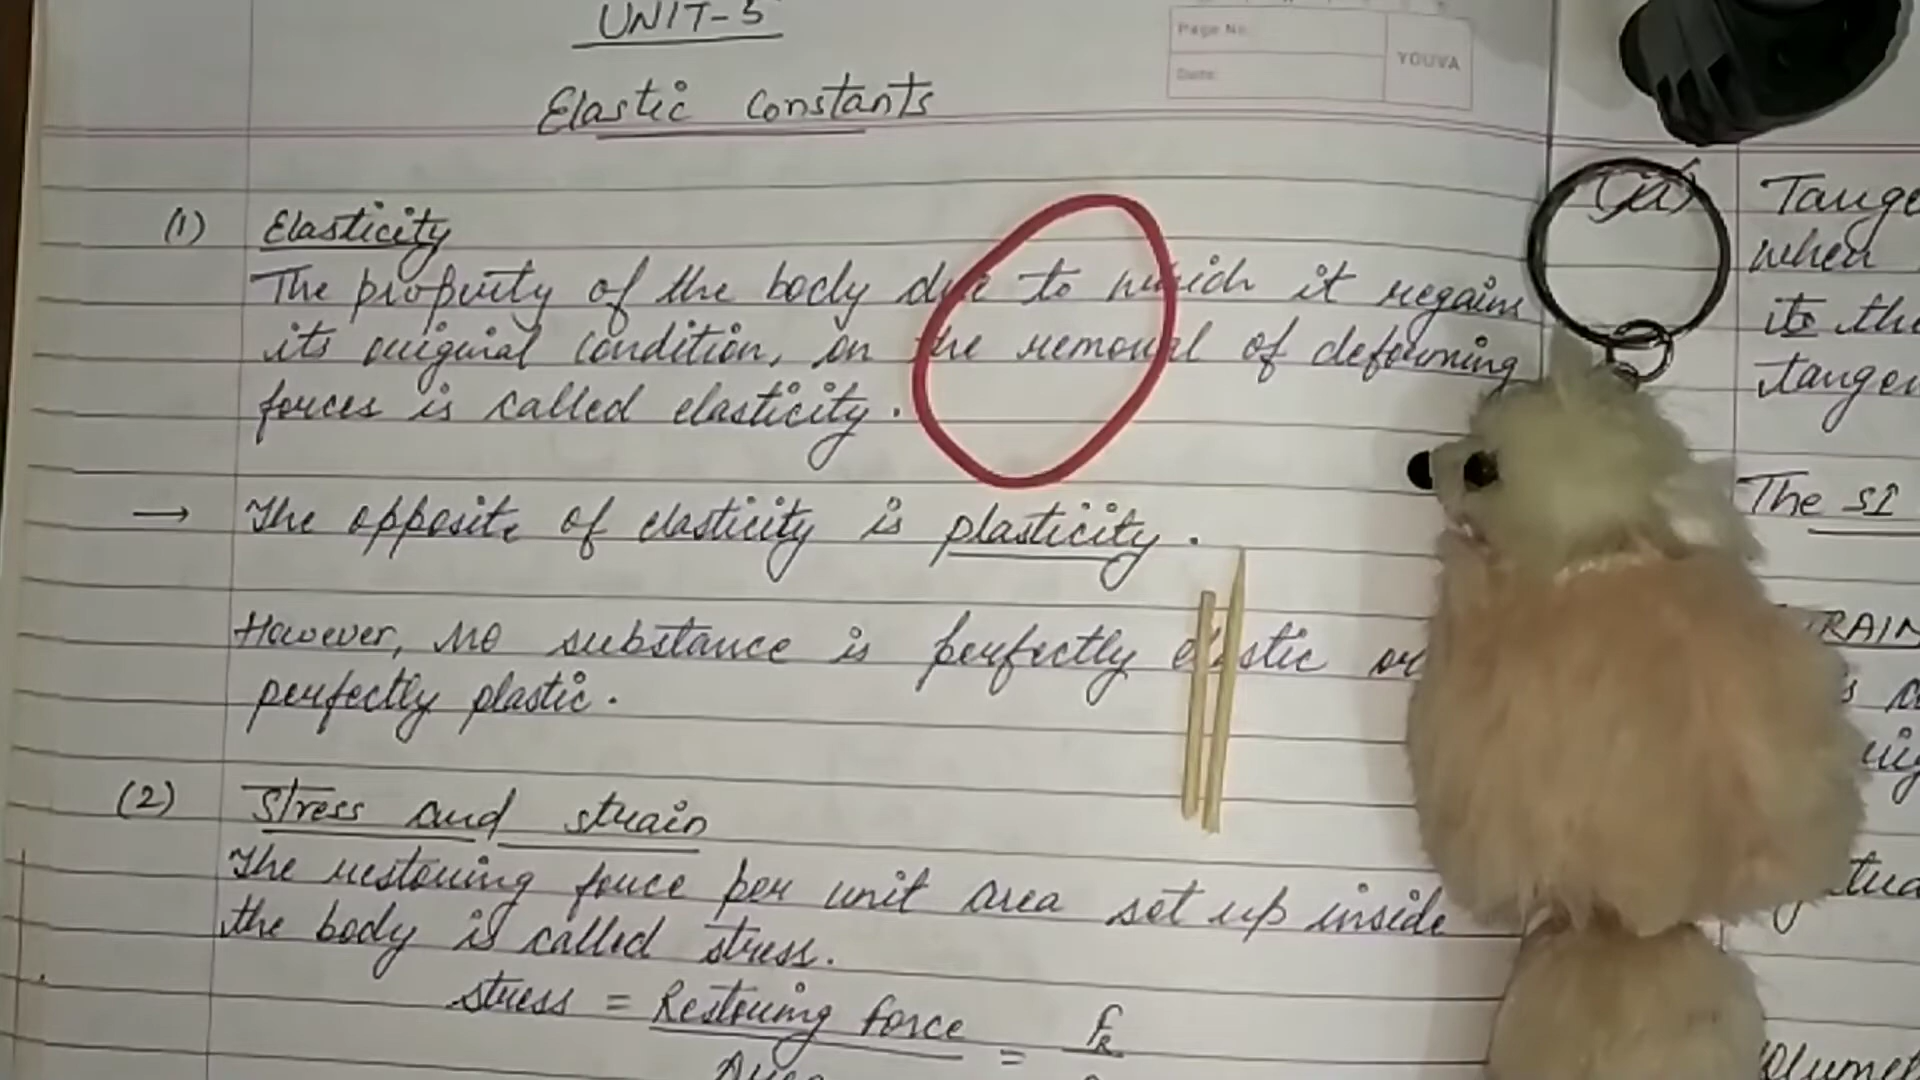 UNIT-5
Elastic Constants
Page No.
Date:
YOUVA
(1) Elasticity
The property of the body due to which it regains
its original condition, on the removal of deforming
forces is called elasticity.
→ The opposite of elasticity is plasticity.
However, no substance is perfectly elastic or
perfectly plastic.
(2) Stress and strain
The restoring force per unit area set up inside
the body is called stress.
stress = Restoring force = FR
Area
when
its the
The SI